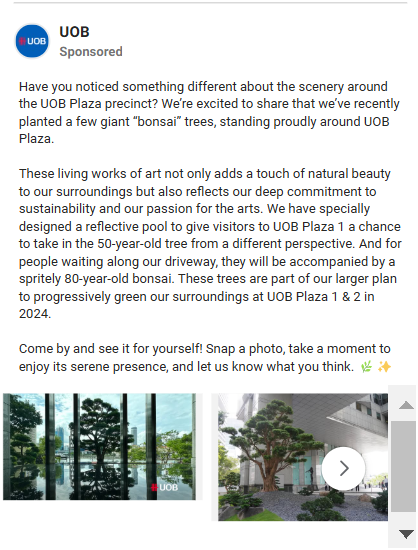 UOB
UOB
Sponsored
Have you noticed something different about the scenery around
the UOB Plaza precinct? We’re excited to share that we’ve recently
planted a few giant “bonsai” trees, standing proudly around UOB
Plaza.
These living works of art not only adds a touch of natural beauty
to our surroundings but also reflects our deep commitment to
sustainability and our passion for the arts. We have specially
designed a reflective pool to give visitors to UOB Plaza 1 a chance
to take in the 50-year-old tree from a different perspective. And for
people waiting along our driveway, they will be accompanied by a
spritely 80-year-old bonsai. These trees are part of our larger plan
to progressively green our surroundings at UOB Plaza 1 & 2 in
2024.
Come by and see it for yourself! Snap a photo, take a moment to
enjoy its serene presence, and let us know what you think. 🌿 ✨
UOB